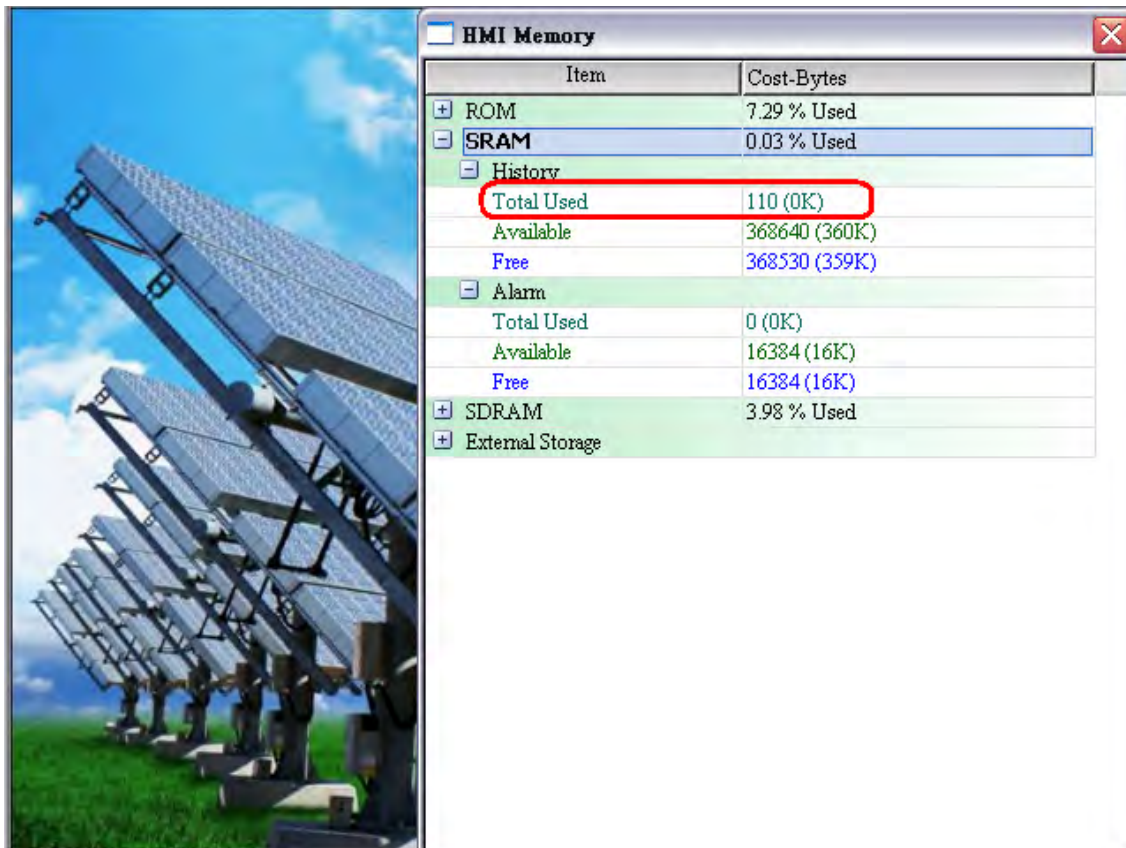 HMI Memory
Item Cost-Bytes
ROM 7.29 % Used
SRAM 0.03 % Used
History
Total Used 110 (0K)
Available 368640 (360K)
Free 368530 (359K)
Alarm
Total Used 0 (0K)
Available 16384 (16K)
Free 16384 (16K)
SDRAM 3.98 % Used
External Storage